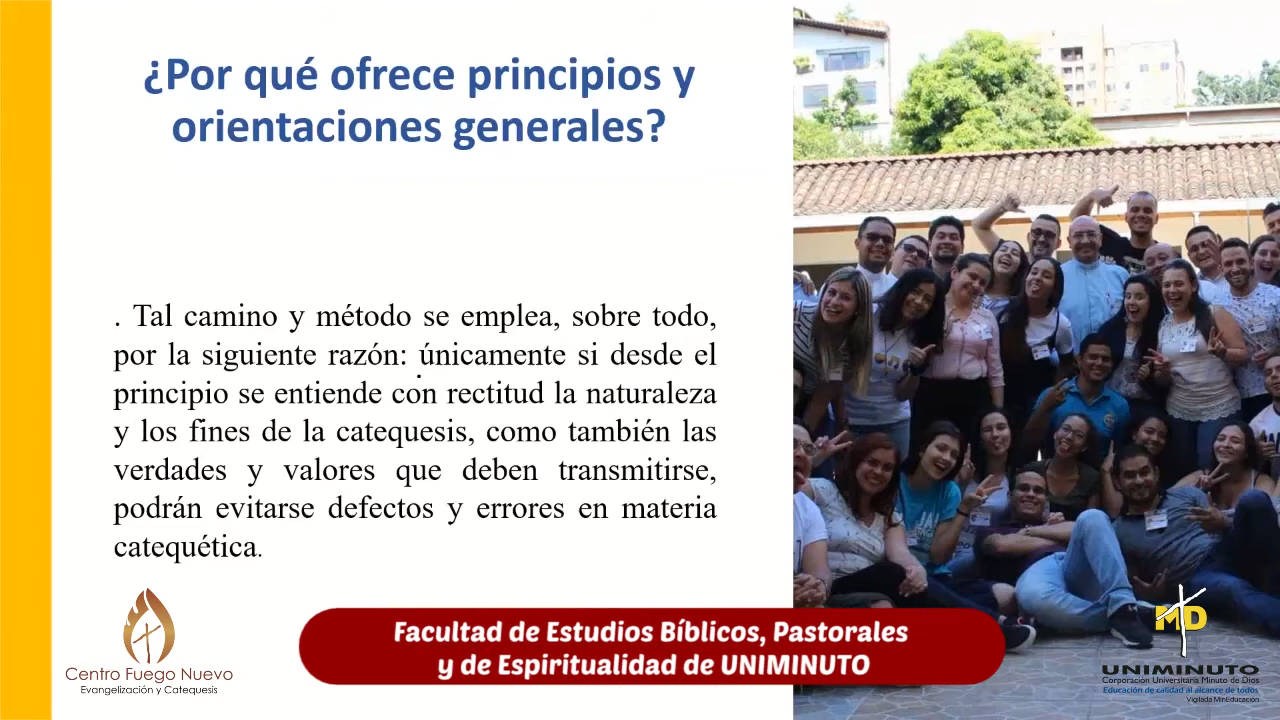 ¿Por qué ofrece principios y
orientaciones generales?
. Tal camino y método se emplea, sobre todo,
por la siguiente razón: únicamente si desde el
principio se entiende con rectitud la naturaleza
y los fines de la catequesis, como también las
verdades y valores que deben transmitirse,
podrán evitarse defectos y errores en materia
catequética.
Centro Fuego Nuevo
Evangelización y Catequesis
Facultad de Estudios Bíblicos, Pastorales
y de Espiritualidad de UNIMINUTO
MD
UNIMINUTO
Corporación Universitaria Minuto de Dios
Educación de calidad al alcance de todos
Vigilada MinEducación